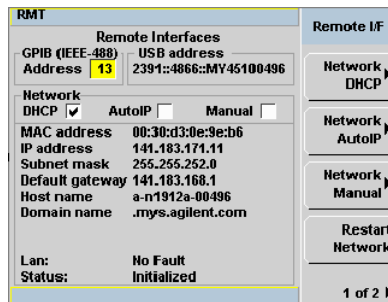 RMT
Remote Interfaces
GPIB (IEEE-488) USB address
Address 13 2391::4866::MY45100496
Network
DHCP AutoIP Manual
MAC address 00:30:d3:0e:9e:b6
IP address 141.183.171.11
Subnet mask 255.255.252.0
Default gateway 141.183.168.1
Host name a-n1912a-00496
Domain name .mys.agilent.com
Lan: No Fault
Status: Initialized
Remote I/F
Network
DHCP
Network
AutoIP
Network
Manual
Restart
Network
1 of 2